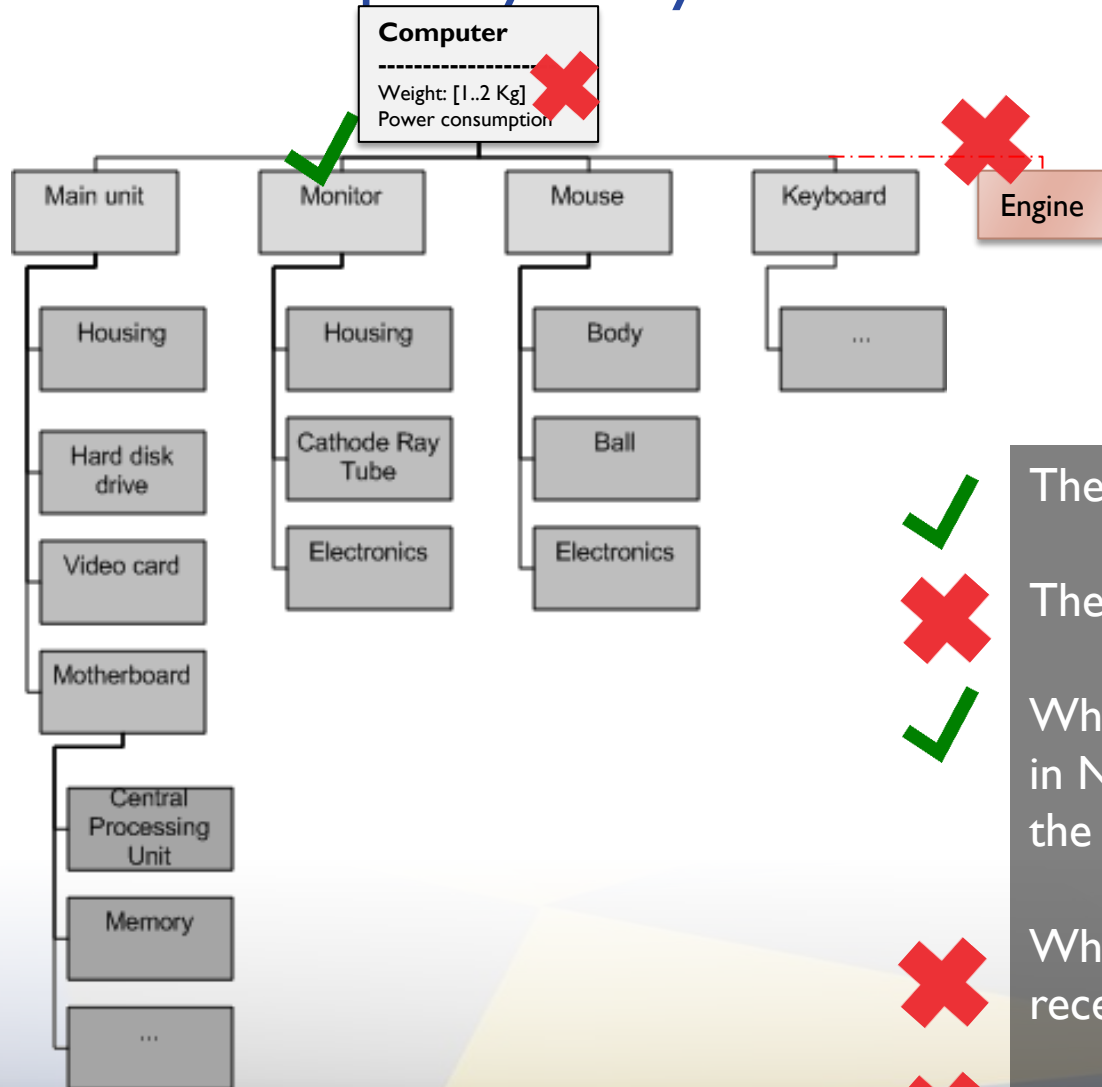 Computer
--------------------
Weight: [1..2 Kg]
Power consumption
Main unit
Monitor
Mouse
Keyboard
Engine
Housing
Hard disk
drive
Video card
Motherboard
Central
Processing
Unit
Memory
...
Housing
Cathode Ray
Tube
Electronics
Body
Ball
Electronics
...
The
The
Wh
in N
the
Wh
rece